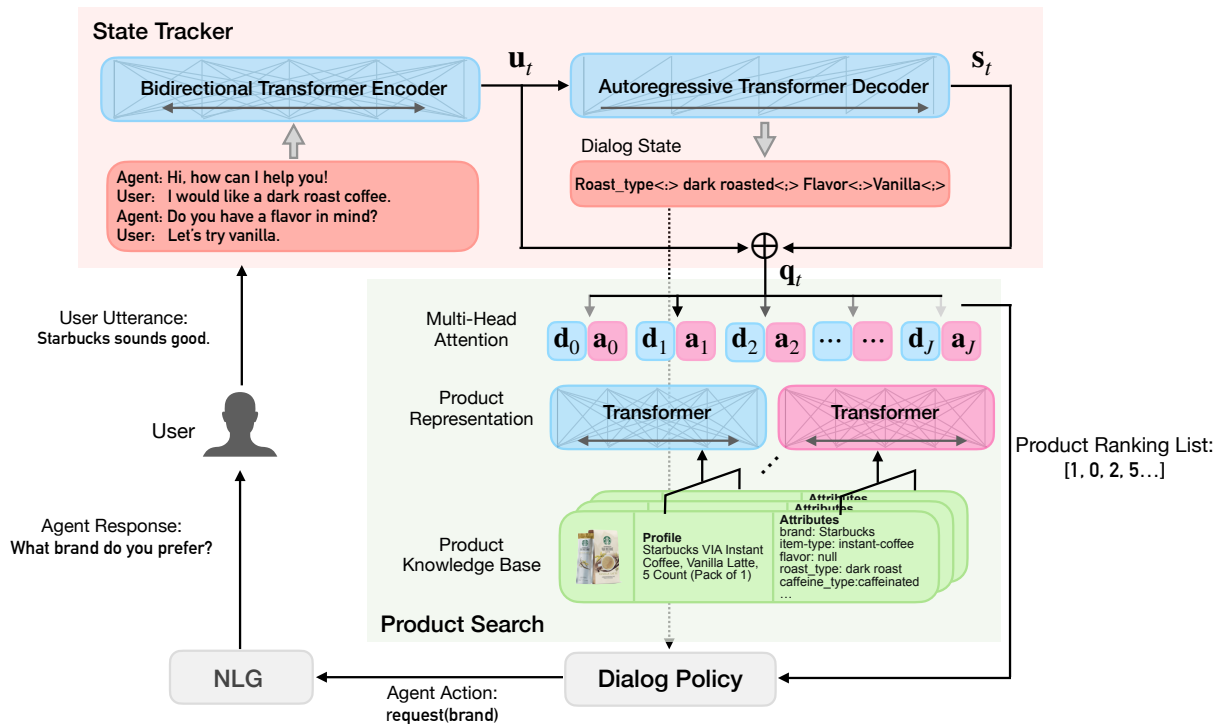 State Tracker
Bidirectional Transformer Encoder
u_t
Autoregressive Transformer Decoder
s_t
Dialog State
Agent: Hi, how can I help you!
User: I would like a dark roast coffee.
Agent: Do you have a flavor in mind?
User: Let's try vanilla.
Roast_type<:> dark roasted<;> Flavor<:>Vanilla<;>
q_t
User Utterance:
Starbucks sounds good.
Multi-Head
Attention
d_0 a_0 d_1 a_1 d_2 a_2 ... ... d_J a_J
Product
Representation
Transformer
Transformer
User
Product Ranking List:
[1, 0, 2, 5...]
Agent Response:
What brand do you prefer?
Product
Knowledge Base
Attributes
Attributes
Profile
Starbucks VIA Instant
Coffee, Vanilla Latte,
5 Count (Pack of 1)
Attributes
brand: Starbucks
item-type: instant-coffee
flavor: null
roast_type: dark roast
caffeine_type:caffeinated
...
Product Search
NLG
Agent Action:
request(brand)
Dialog Policy